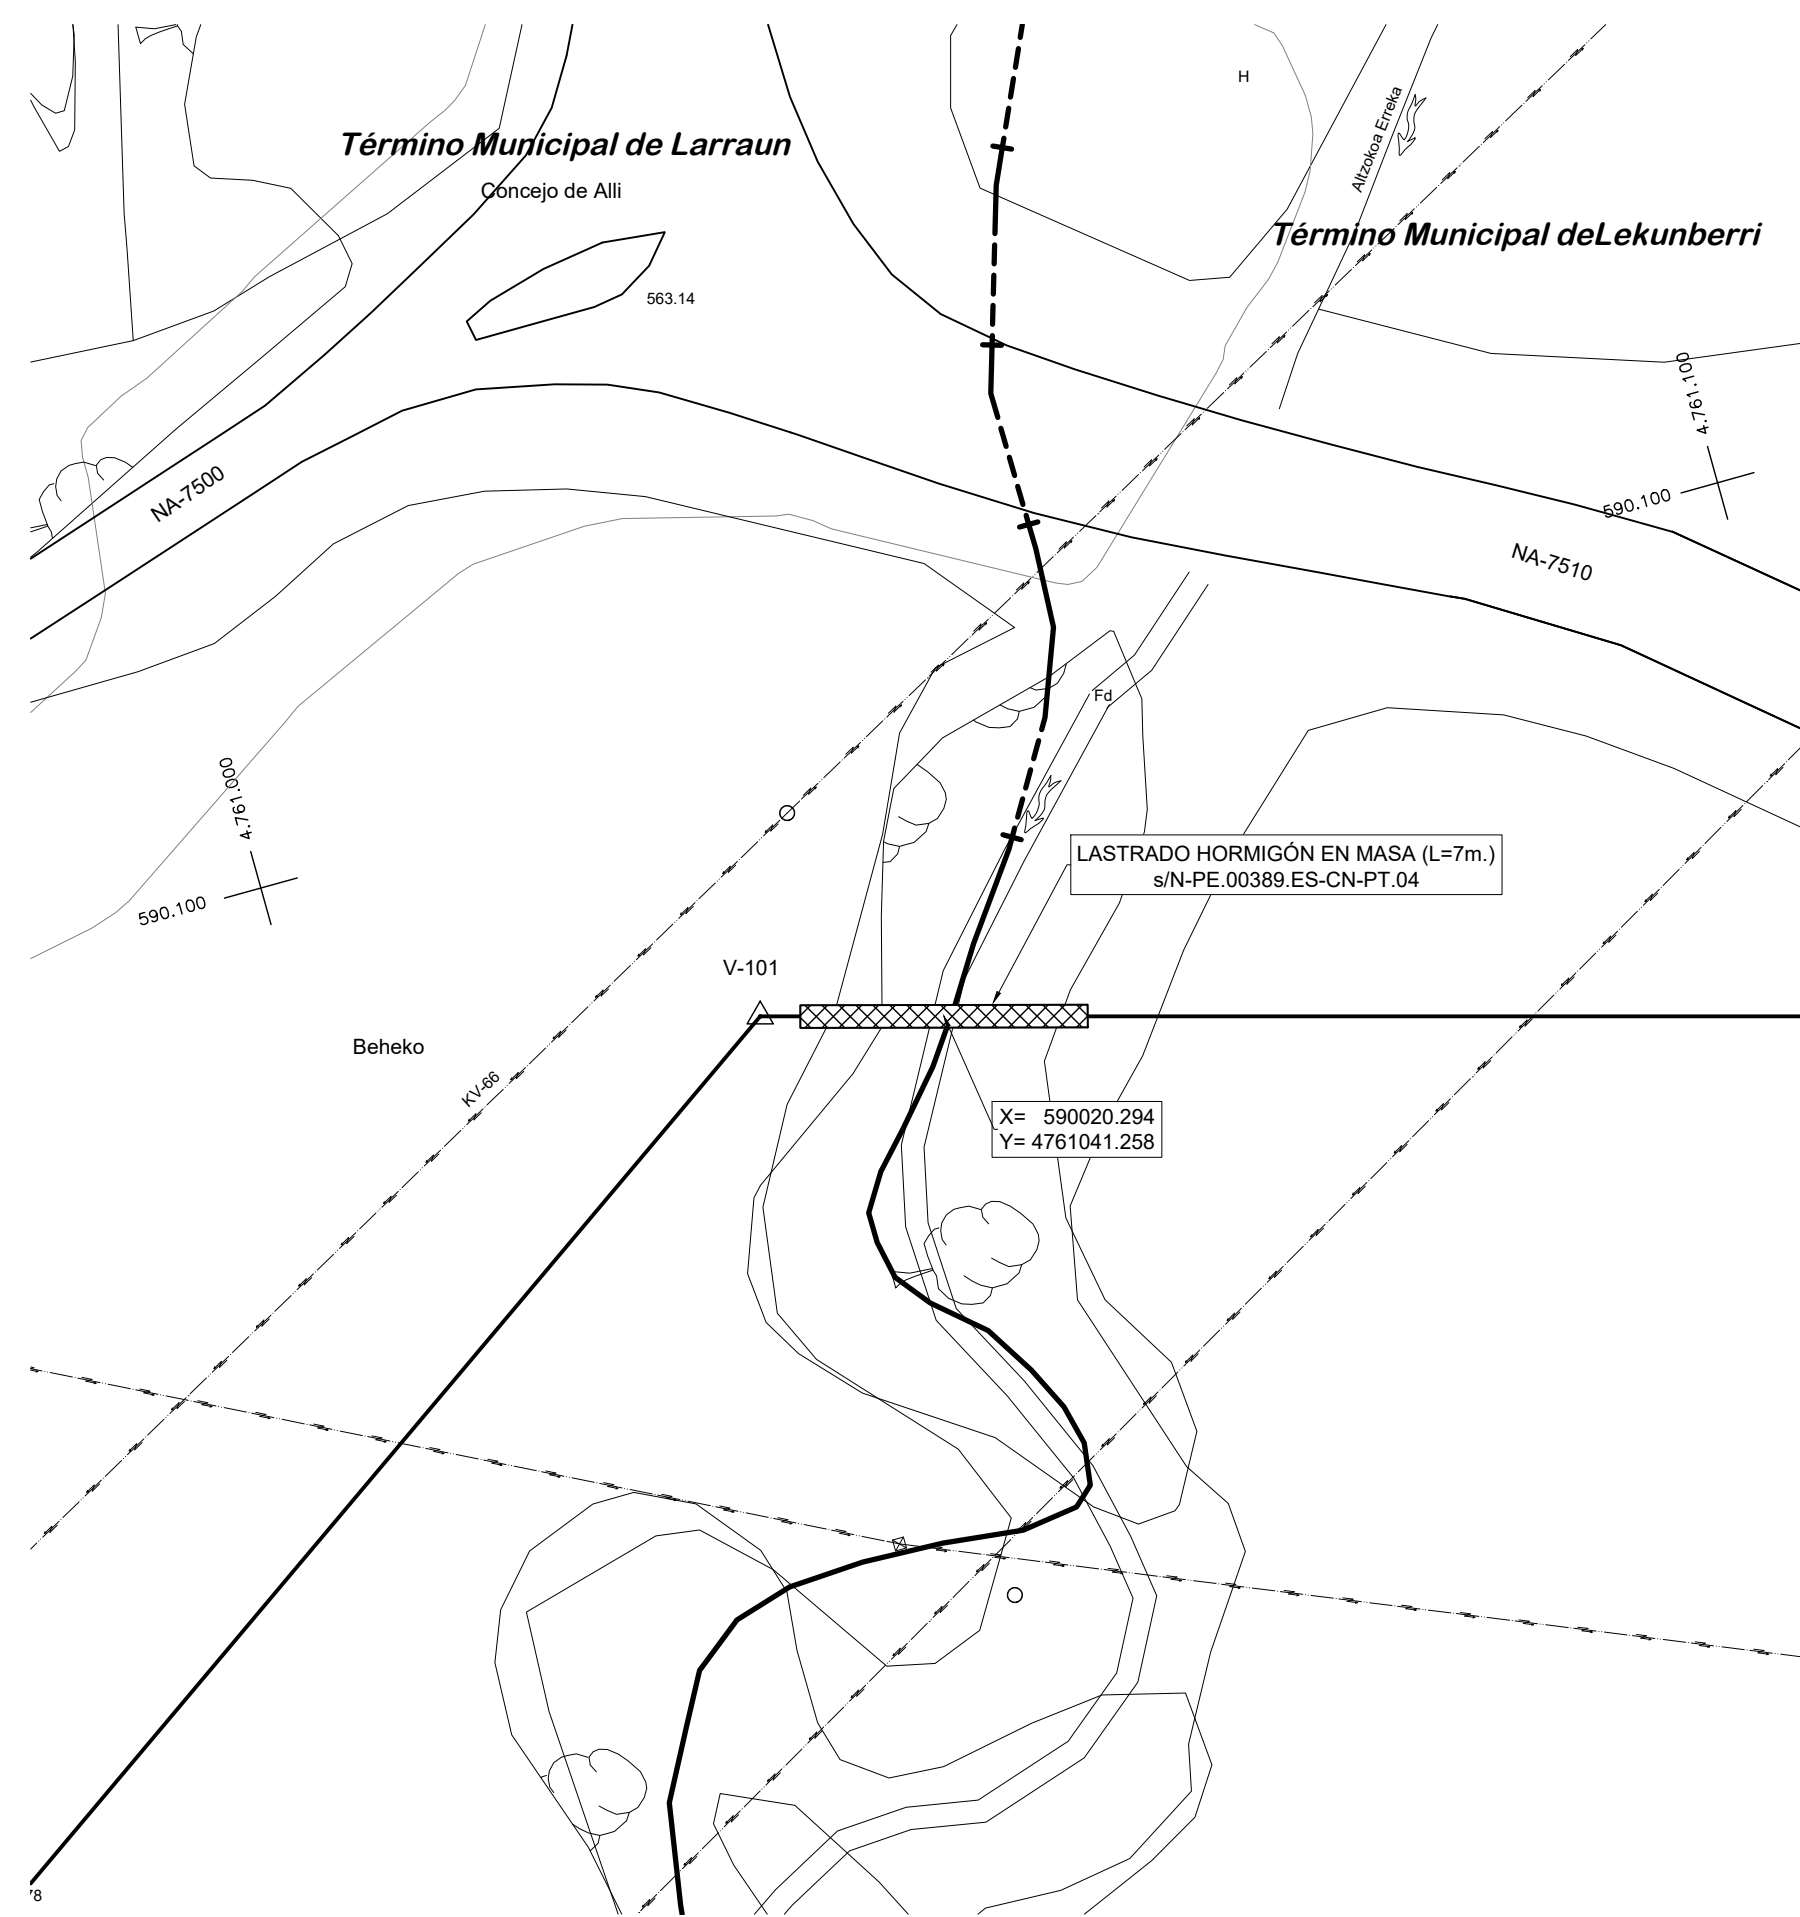 H
Altzokoa Erreka
Término Municipal de Larraun
Concejo de Alli
Término Municipal deLekunberri
563.14
4.761.100
590.100
NA-7500
NA-7510
Fd
4.761.000
590.100
LASTRADO HORMIGÓN EN MASA (L=7m.)
s/N-PE.00389.ES-CN-PT.04
V-101
Beheko
KV-66
X= 590020.294
Y= 4761041.258